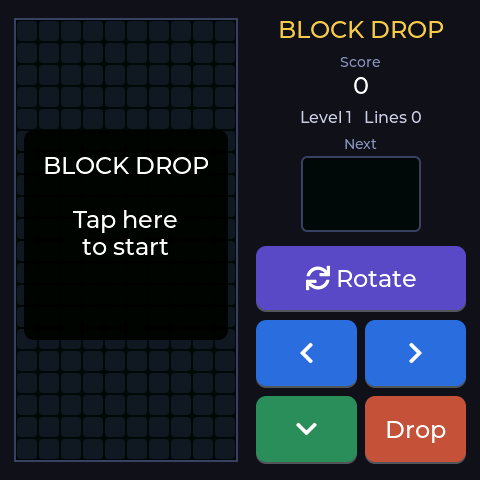 BLOCK DROP
Tap here
to start
BLOCK DROP
Score
0
Level 1 Lines 0
Next
Rotate
Drop